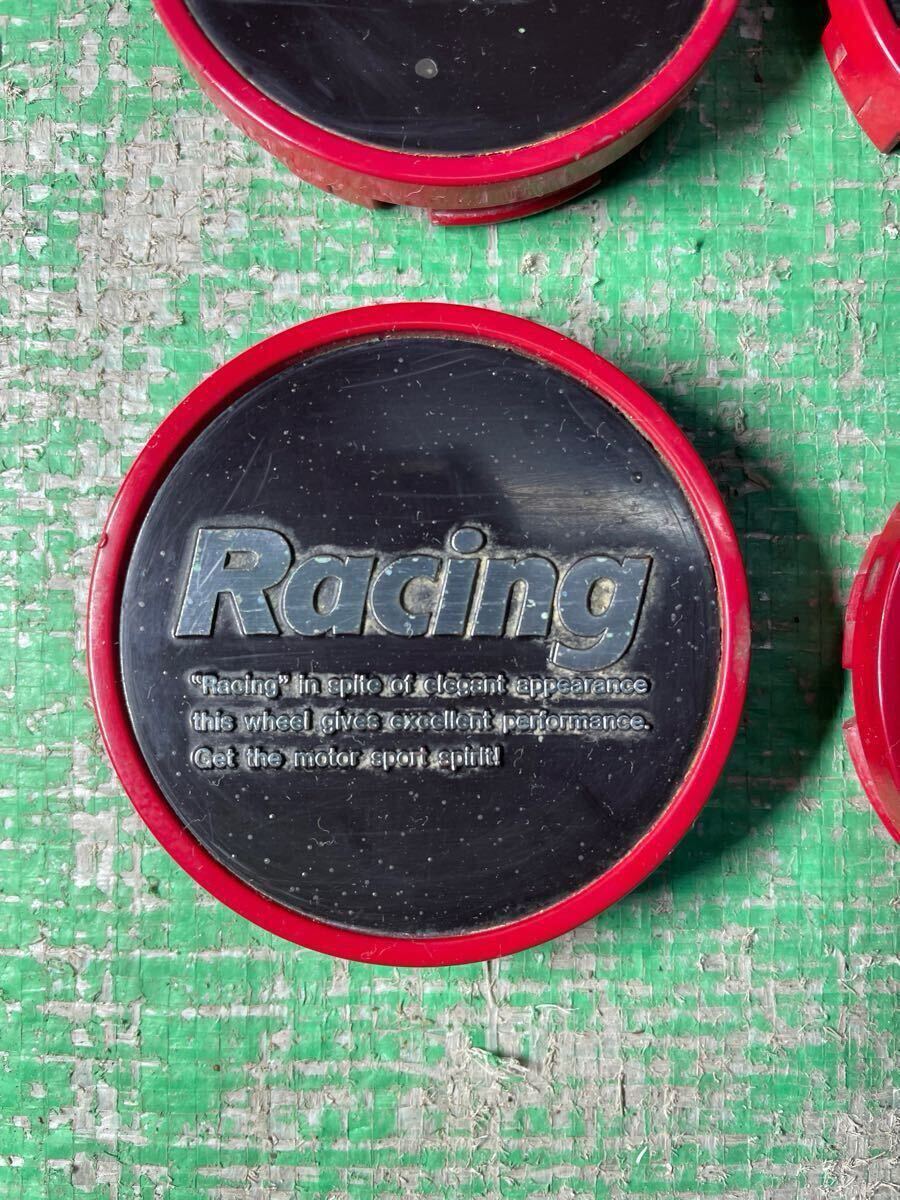 Racing
"Racing" in spite of elegant appearance
this wheel gives excellent performance.
Get the motor sport spirit!